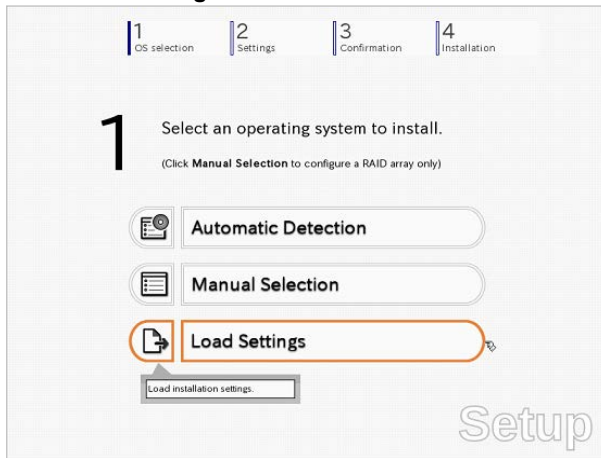 1 2 3 4
OS selection Settings Confirmation Installation
1 Select an operating system to install.
(Click Manual Selection to configure a RAID array only)
Automatic Detection
Manual Selection
Load Settings
Load installation settings.
Setup